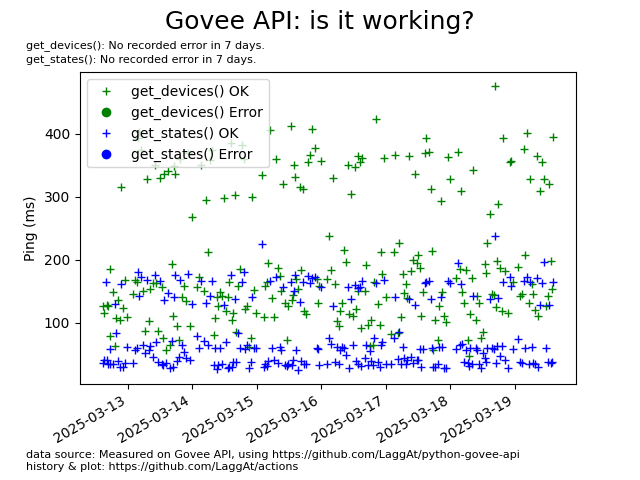 Govee API: is it working?
get_devices(): No recorded error in 7 days.
get_states(): No recorded error in 7 days.
get_devices() OK
get_devices() Error
get_states() OK
get_states() Error
Ping (ms)
400
300
200
100
2025-03-13
2025-03-14
2025-03-15
2025-03-16
2025-03-17
2025-03-18
2025-03-19
data source: Measured on Govee API, using https://github.com/LaggAt/python-govee-api
history & plot: https://github.com/LaggAt/actions